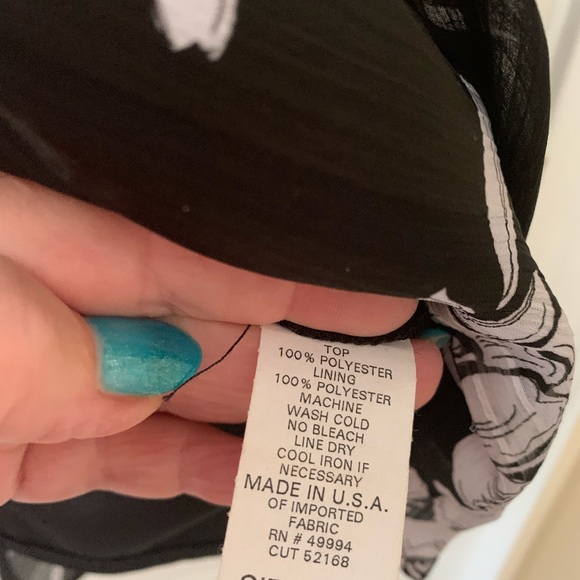 TOP
100% POLYESTER
LINING
100% POLYESTER
MACHINE
WASH COLD
NO BLEACH
LINE DRY
COOL IRON IF
NECESSARY
MADE IN U.S.A.
OF IMPORTED
FABRIC
RN # 49994
CUT 52168